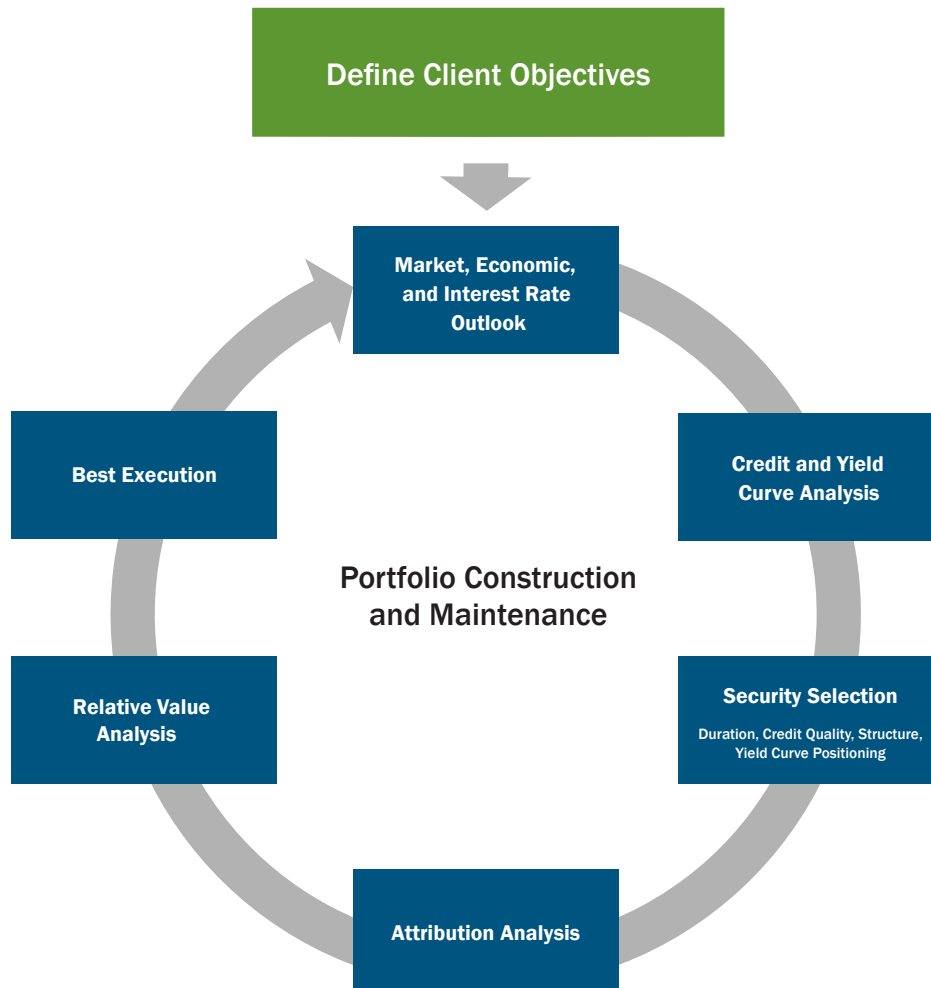 Define Client Objectives
Market, Economic,
and Interest Rate
Outlook
Credit and Yield
Curve Analysis
Security Selection
Duration, Credit Quality, Structure,
Yield Curve Positioning
Attribution Analysis
Relative Value
Analysis
Best Execution
Portfolio Construction
and Maintenance